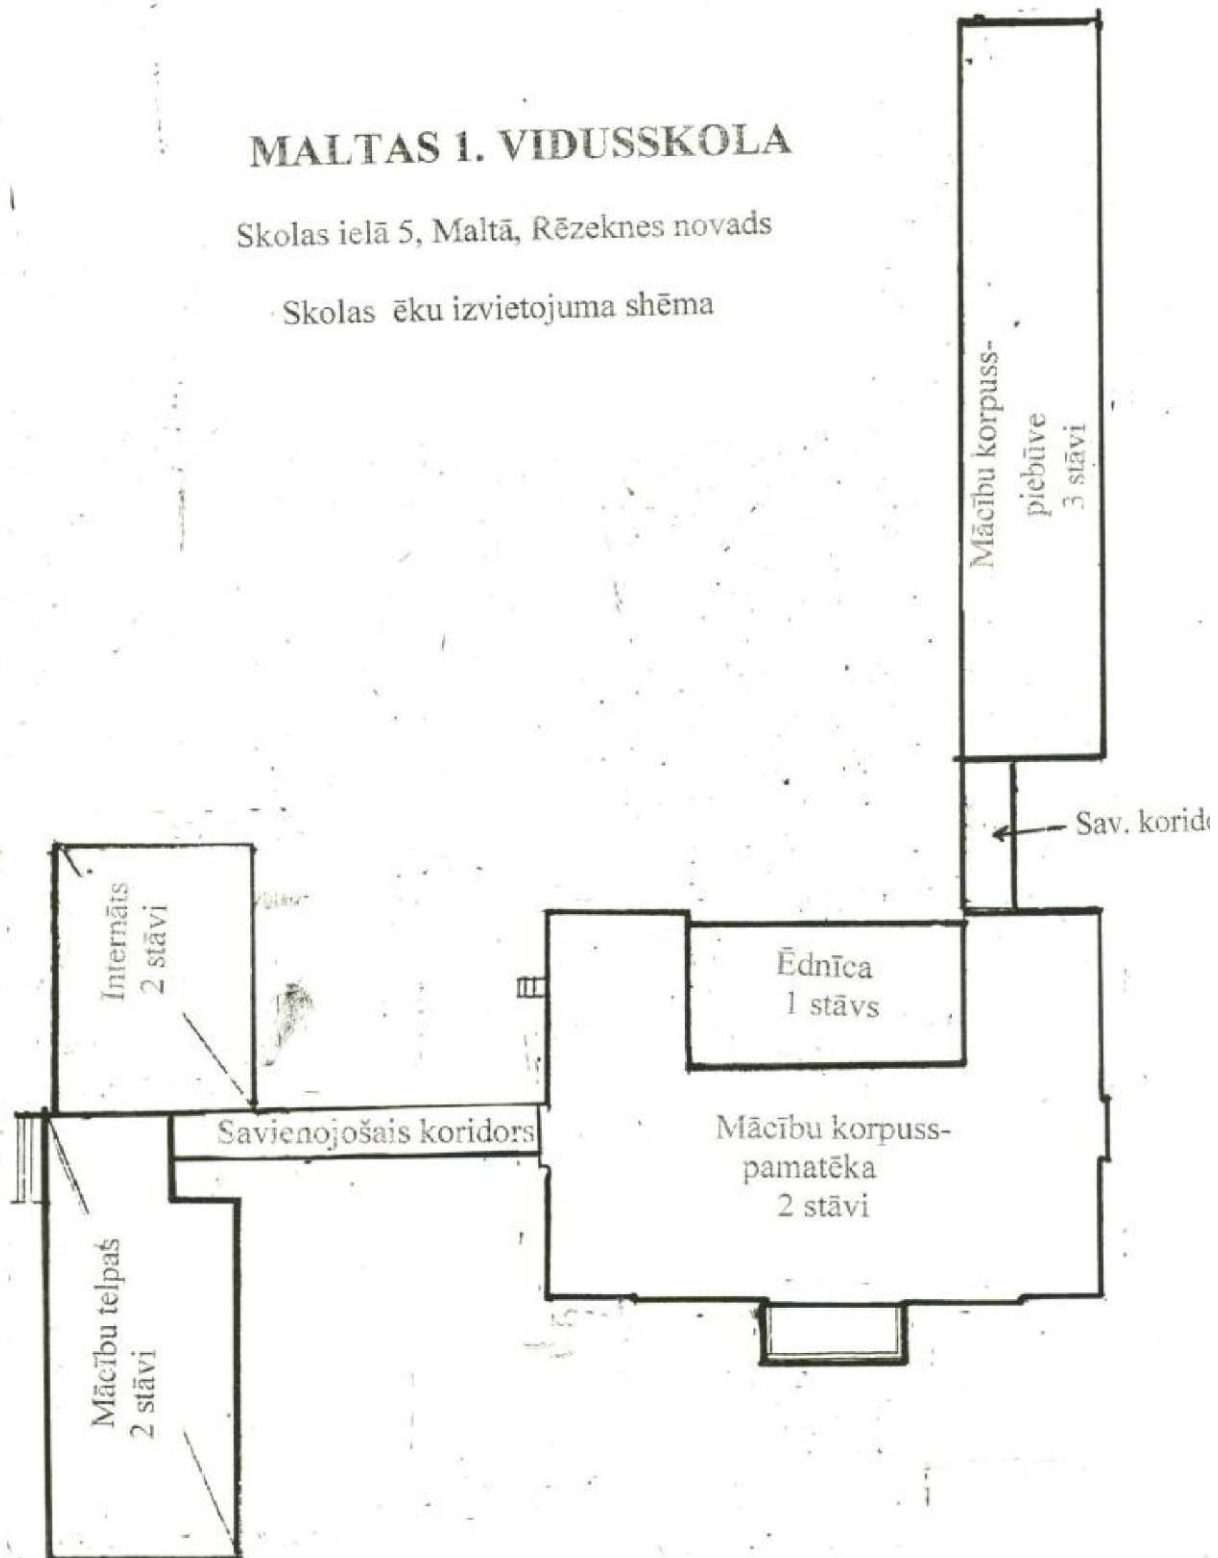 MALTAS 1. VIDUSSKOLA
Skolas ielā 5, Maltā, Rēzeknes novads
Skolas ēku izvietojuma shēma
Mācību korpuss-
piebūve
3 stāvi
Sav. korido
Internāts
2 stāvi
Ēdnīca
1 stāvs
Savienojošais koridors
Mācību korpuss-
pamatēka
2 stāvi
Mācību telpas
2 stāvi